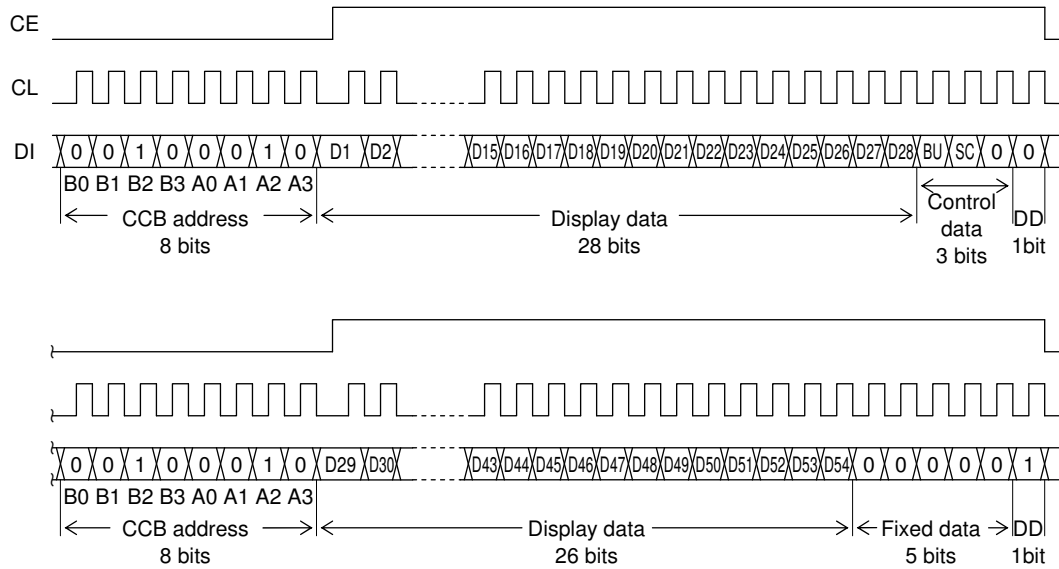 CE
CL
DI 0 0 1 0 0 0 1 0 D1 D2 D15 D16 D17 D18 D19 D20 D21 D22 D23 D24 D25 D26 D27 D28 BU SC 0 0
B0 B1 B2 B3 A0 A1 A2 A3
CCB address
8 bits
Display data
28 bits
Control
data
3 bits
DD
1bit
0 0 1 0 0 0 1 0 D29 D30 D43 D44 D45 D46 D47 D48 D49 D50 D51 D52 D53 D54 0 0 0 0 0 1
B0 B1 B2 B3 A0 A1 A2 A3
CCB address
8 bits
Display data
26 bits
Fixed data
5 bits
DD
1bit